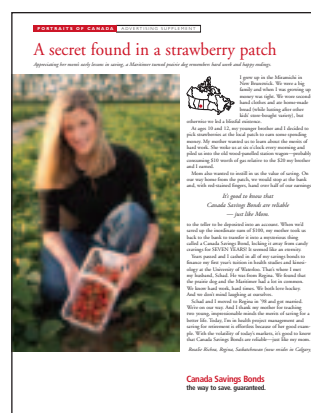 PORTRAITS OF CANADA ADVERTISING SUPPLEMENT
A secret found in a strawberry patch
Appreciating her mom's early lessons in saving, a Maritimer turned prairie dog remembers hard work and happy endings
I grew up in the Miramichi in
New Brunswick. We were a big
family and when I was growing up
money was tight. We wore second
hand clothes and ate home-made
bread (while lusting after other
kids' store-bought variety), but
otherwise we led a blissful existence.
At ages 10 and 12, my younger brother and I decided to
pick strawberries at the local patch to earn some spending
money. My mother wanted us to learn about the merits of
hard work. She woke us at six o'clock every morning and
piled us into the old wood-panelled station wagon—probably
consuming $10 worth of gas relative to the $20 my brother
and I earned.
Mom also wanted to instill in us the value of saving. On
our way home from the patch, we would stop at the bank
and, with red-stained fingers, hand over half of our earnings
It's good to know that
Canada Savings Bonds are reliable
— just like Mom.
to the teller to be deposited into an account. When we'd
saved up the inordinate sum of $100, my mother took us
back to the bank to transfer it into a mysterious thing
called a Canada Savings Bond, locking it away from candy
cravings for SEVEN YEARS! It seemed like an eternity.
Years passed and I cashed in all of my savings bonds to
finance my first year's tuition in health studies and kinesi-
ology at the University of Waterloo. That's where I met
my husband, Schad. He was from Regina. We found that
the prairie dog and the Maritimer had a lot in common.
We know hard work, hard times. We both love hockey.
And we don't mind laughing at ourselves.
Schad and I moved to Regina in '98 and got married.
We're on our way. And I thank my mother for teaching
two young, impressionable minds the merits of saving for a
better life. Today, I'm in health project management and
saving for retirement is effortless because of her good exam-
ple. With the volatility of today's markets, it's good to know
that Canada Savings Bonds are reliable—just like my mom.
Regina, Saskatchewan (now resides in Calgary)
Canada Savings Bonds
the way to save. guaranteed.